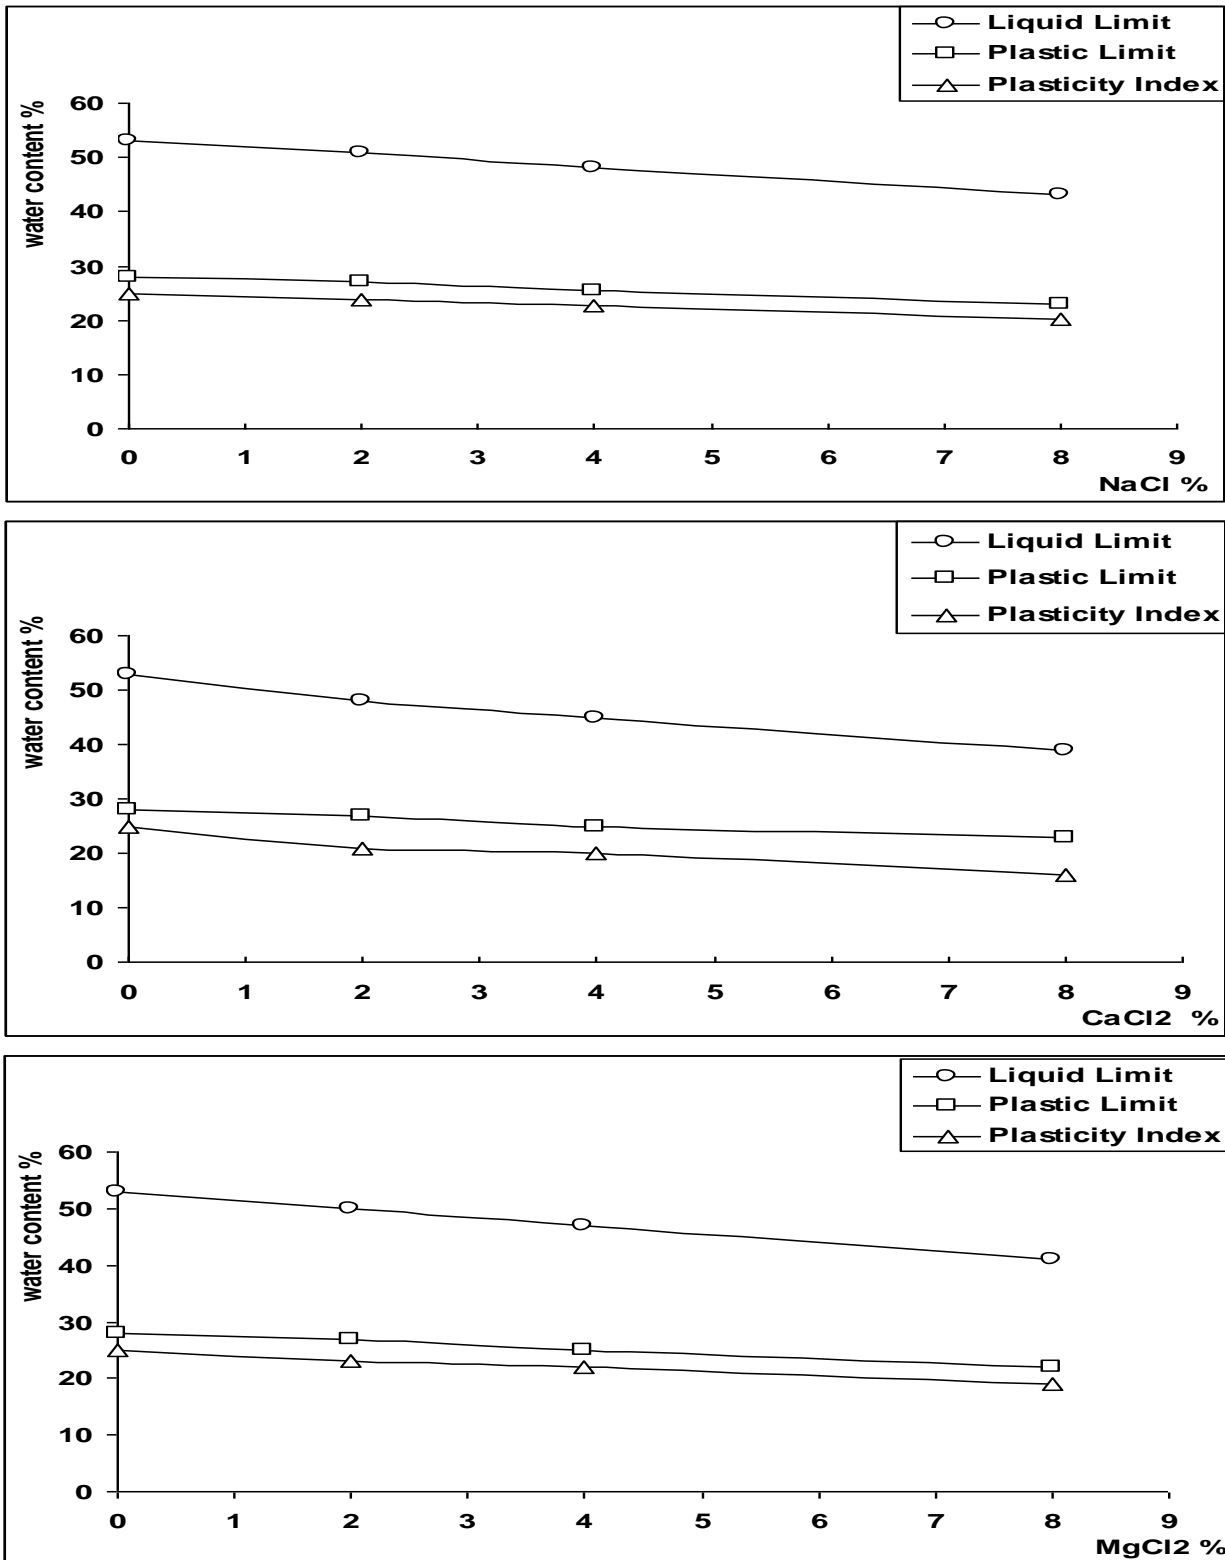 Liquid Limit
Plastic Limit
Plasticity Index
water content %
60
50
40
30
20
10
0
0 1 2 3 4 5 6 7 8 9
NaCl %
Liquid Limit
Plastic Limit
Plasticity Index
water content %
60
50
40
30
20
10
0
0 1 2 3 4 5 6 7 8 9
CaCl2 %
Liquid Limit
Plastic Limit
Plasticity Index
water content %
60
50
40
30
20
10
0
0 1 2 3 4 5 6 7 8 9
MgCl2 %